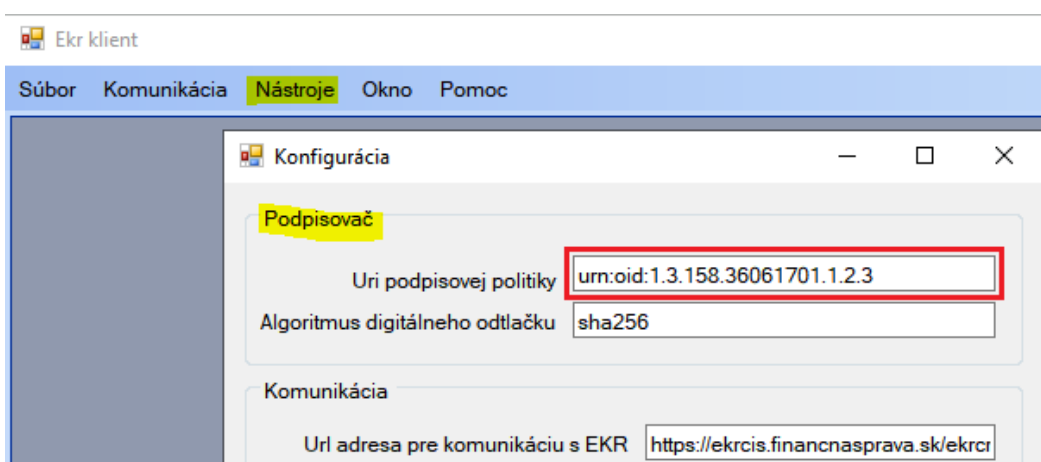 Ekr klient
Súbor Komunikácia Nástroje Okno Pomoc
Konfigurácia
Podpisovač
Uri podpisovej politiky urn:oid:1.3.158.36061701.1.2.3
Algoritmus digitálneho odtlačku sha256
Komunikácia
Url adresa pre komunikáciu s EKR https://ekrcis.financnasprava.sk/ekrcr